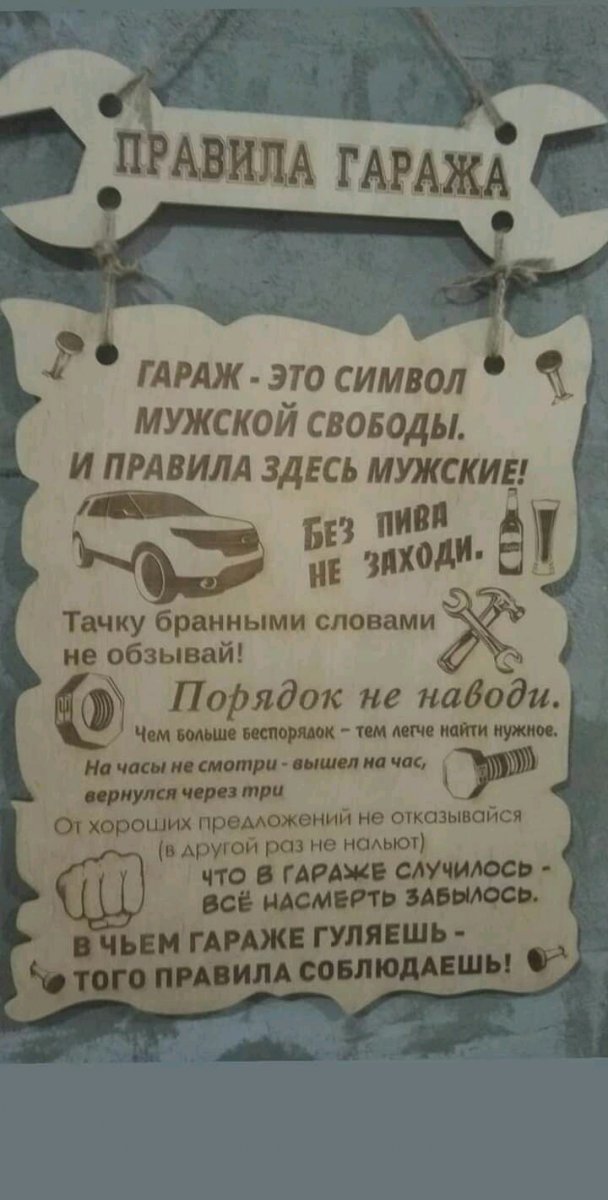 ПРАВИЛА ГАРАЖА
ГАРАЖ - ЭТО СИМВОЛ
МУЖСКОЙ СВОБОДЫ.
И ПРАВИЛА ЗДЕСЬ МУЖСКИЕ!
БЕЗ ПИВА
НЕ ЗАХОДИ.
Тачку бранными словами
не обзывай!
Порядок не наводи.
Чем больше беспорядок – тем легче найти нужное.
На часы не смотри - вышел на час,
вернулся через три
От хороших предложений не отказывайся
(в другой раз не нальют)
ЧТО В ГАРАЖЕ СЛУЧИЛОСЬ -
ВСЁ НАСМЕРТЬ ЗАБЫЛОСЬ.
В ЧЬЕМ ГАРАЖЕ ГУЛЯЕШЬ -
ТОГО ПРАВИЛА СОБЛЮДАЕШЬ!